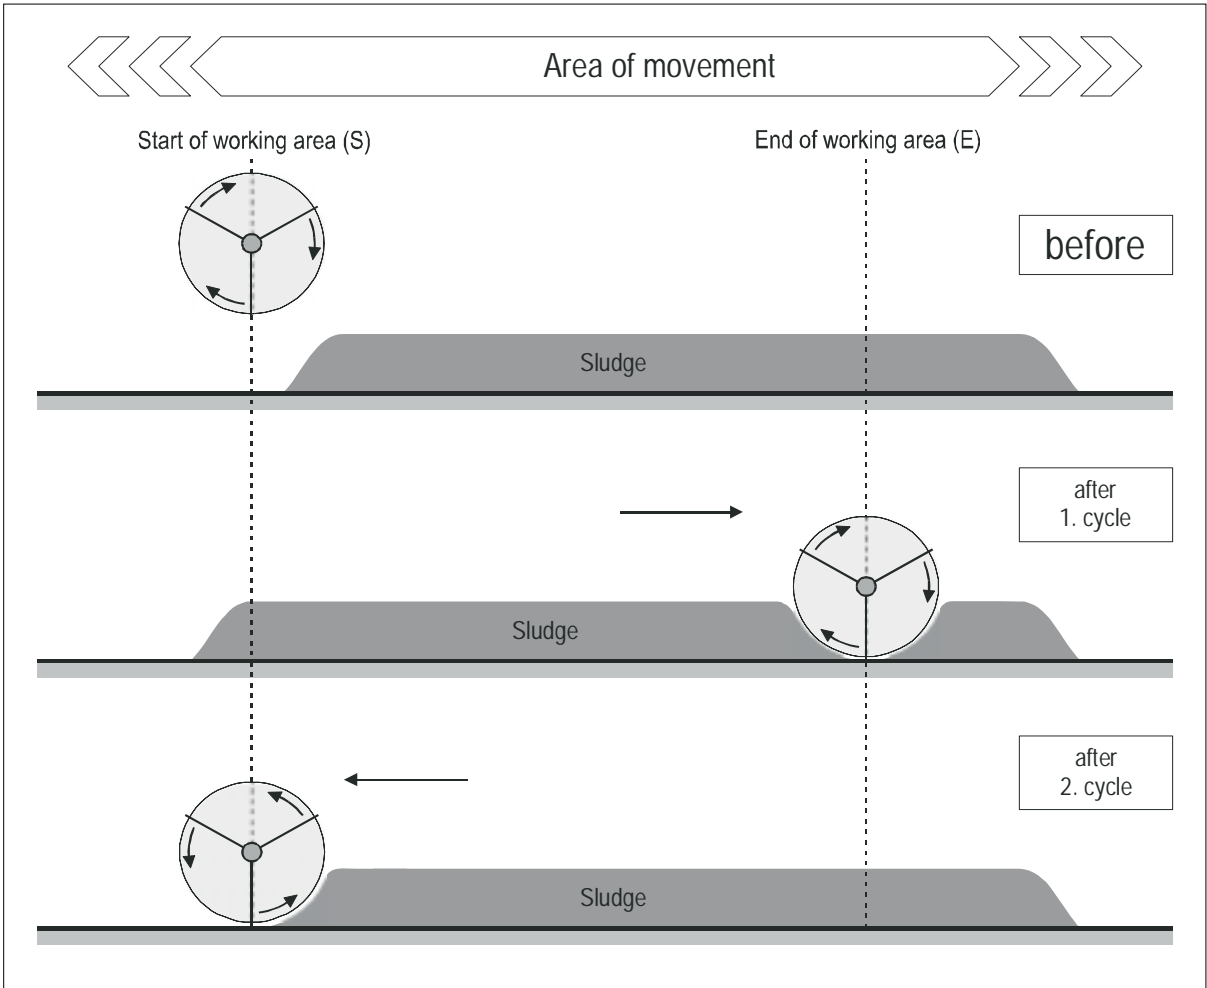 Area of movement
Start of working area (S)
End of working area (E)
before
Sludge
after
1. cycle
Sludge
after
2. cycle
Sludge